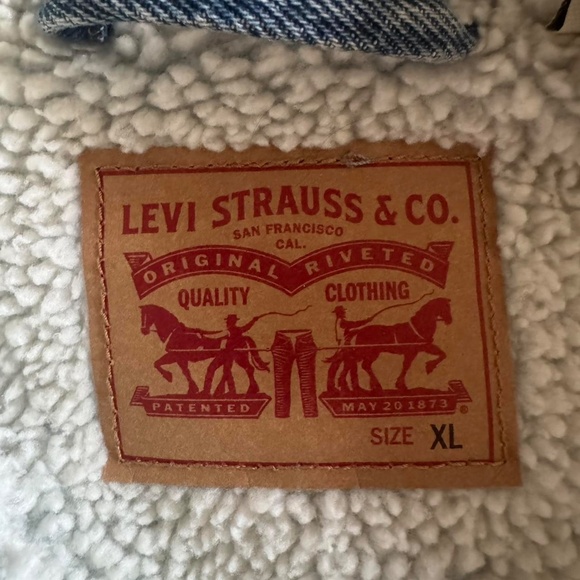 LEVI STRAUSS & CO.
SAN FRANCISCO
CAL.
ORIGINAL RIVETED
QUALITY CLOTHING
PATENTED MAY 20 1873 ®
SIZE XL